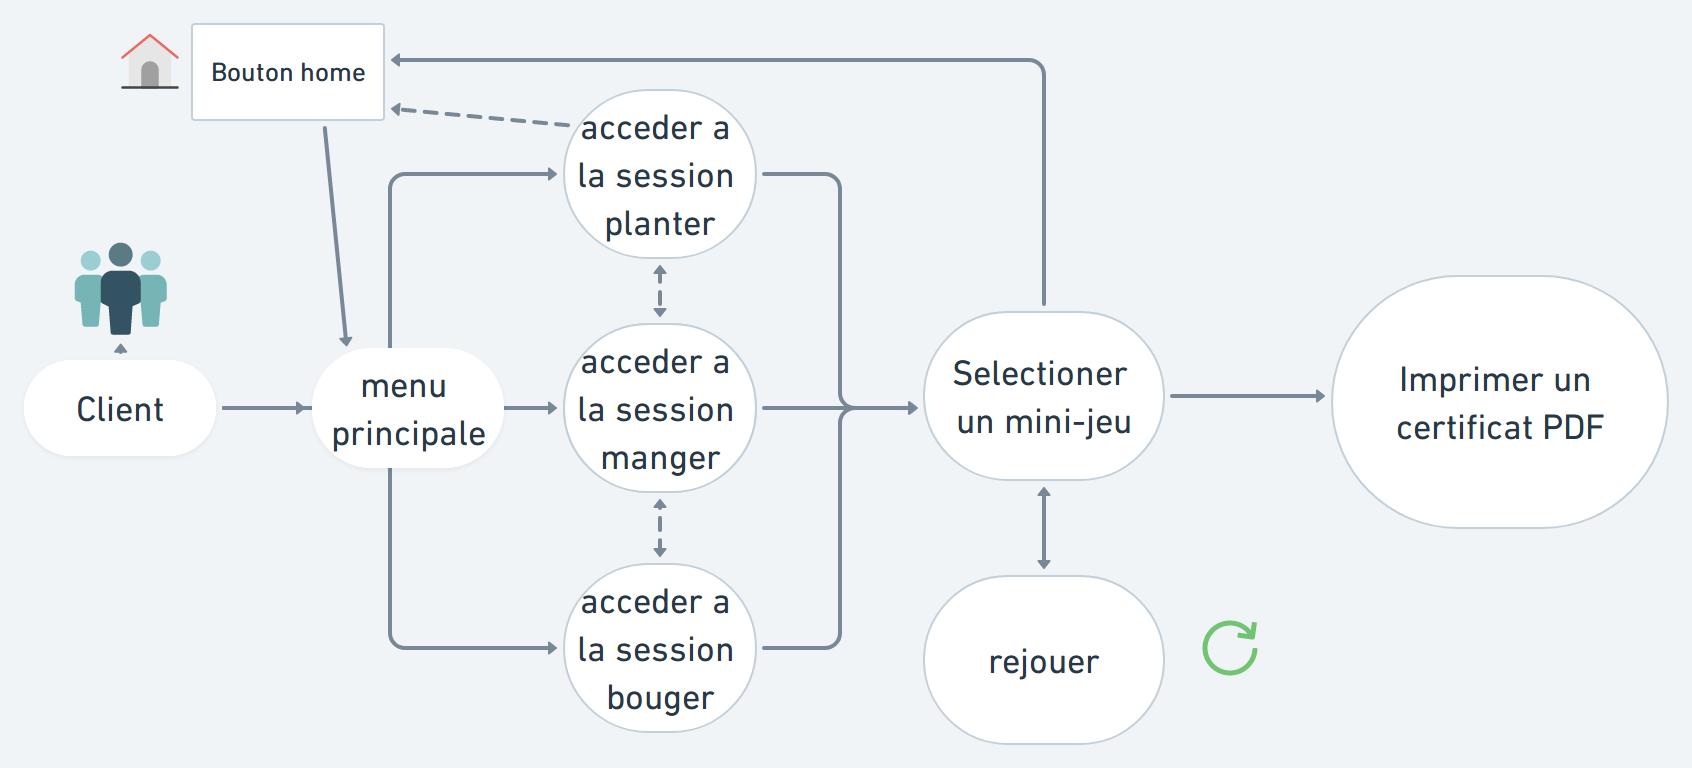 Bouton home
acceder a
la session
planter
Client
menu
principale
acceder a
la session
manger
acceder a
la session
bouger
Selectioner
un mini-jeu
rejouer
Imprimer un
certificat PDF